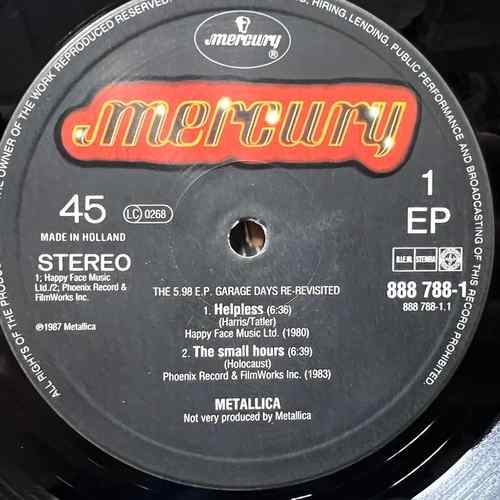 THE OWNER OF THE WORK REPRODUCED RESERVED.
HIRING, LENDING, PUBLIC PERFORMANCE AND BROADCASTING OF THIS RECORD
mercury
®
mercury
45
LC 0268
MADE IN HOLLAND
1
EP
STEREO
B.I.E.M. STEMRA
1; Happy Face Music
Ltd./2; Phoenix Record &
FilmWorks Inc.
888 788-1
888 788-1.1
THE 5.98 E.P. GARAGE DAYS RE-REVISITED
1. Helpless (6:36)
(Harris/Tatler)
Happy Face Music Ltd. (1980)
℗1987 Metallica
2. The small hours (6:39)
(Holocaust)
Phoenix Record & FilmWorks Inc. (1983)
METALLICA
Not very produced by Metallica
ALL RIGHTS OF THE